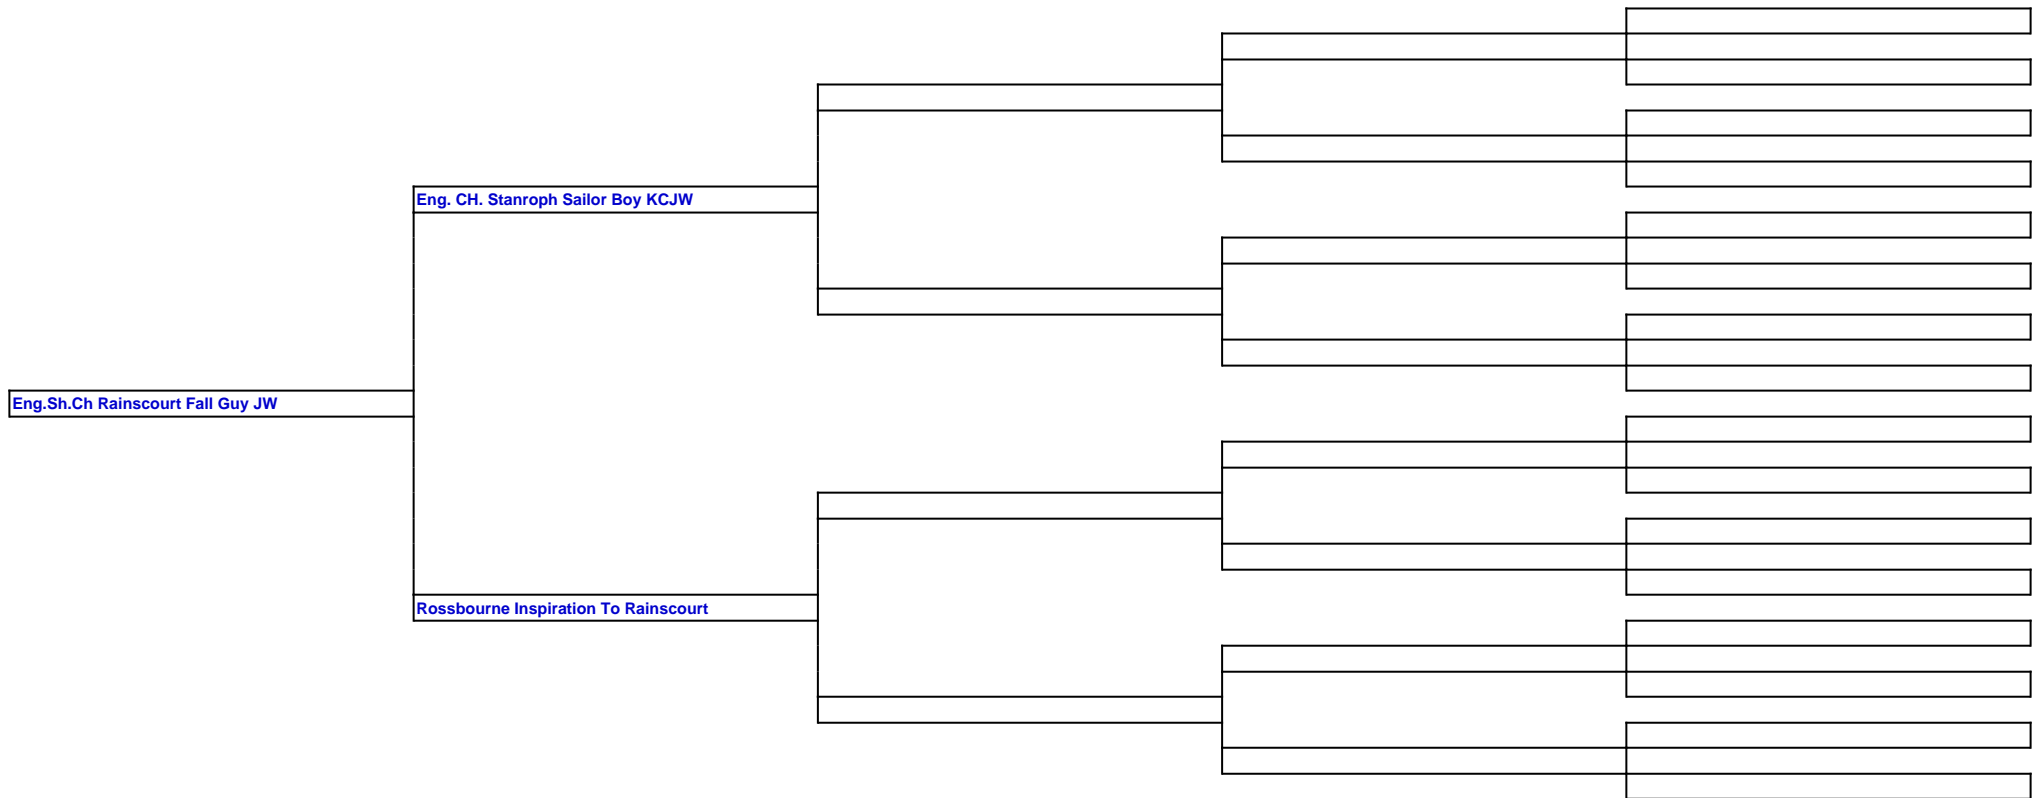 Eng. CH. Stanroph Sailor Boy KCJW
Eng.Sh.Ch Rainscourt Fall Guy JW
Rossbourne Inspiration To Rainscourt